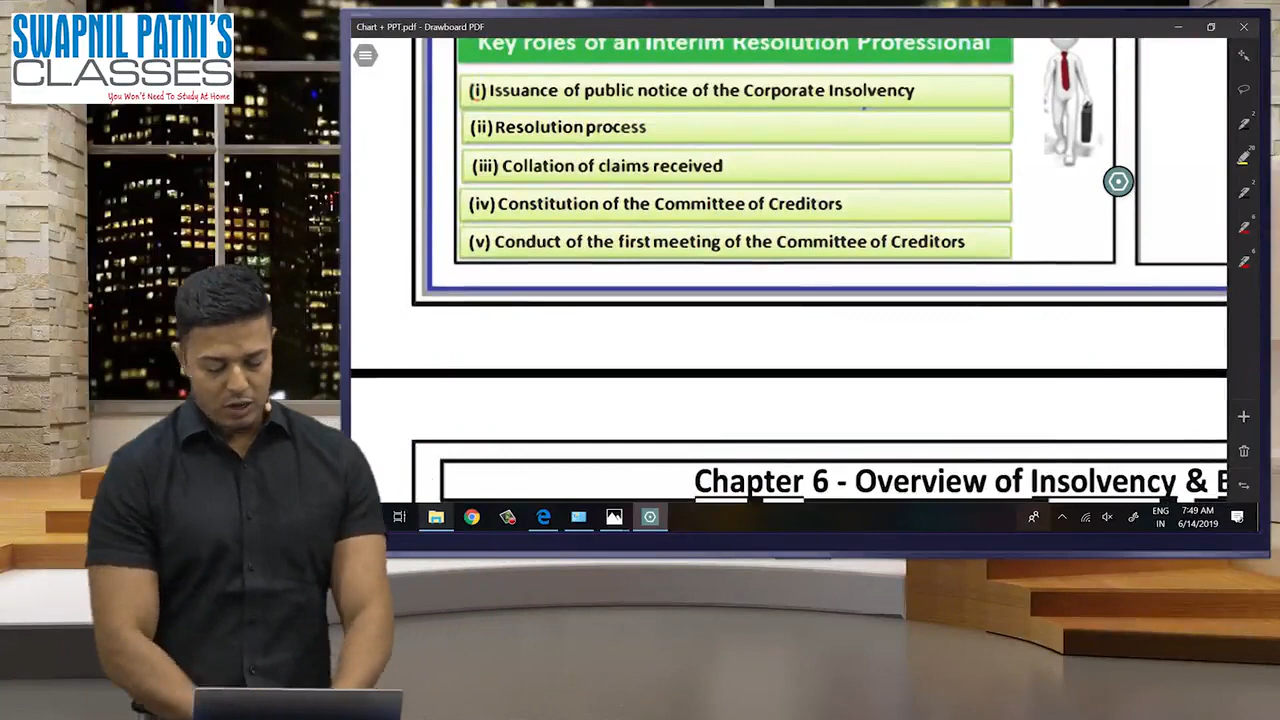 SWAPNIL PATNI'S
CLASSES
You Won't Need To Study At Home
Chart + PPT.pdf - Drawboard PDF
Key roles of an Interim Resolution Professional
(i) Issuance of public notice of the Corporate Insolvency
(ii) Resolution process
(iii) Collation of claims received
(iv) Constitution of the Committee of Creditors
(v) Conduct of the first meeting of the Committee of Creditors
Chapter 6 - Overview of Insolvency &
ENG
IN
7:49 AM
6/14/2019